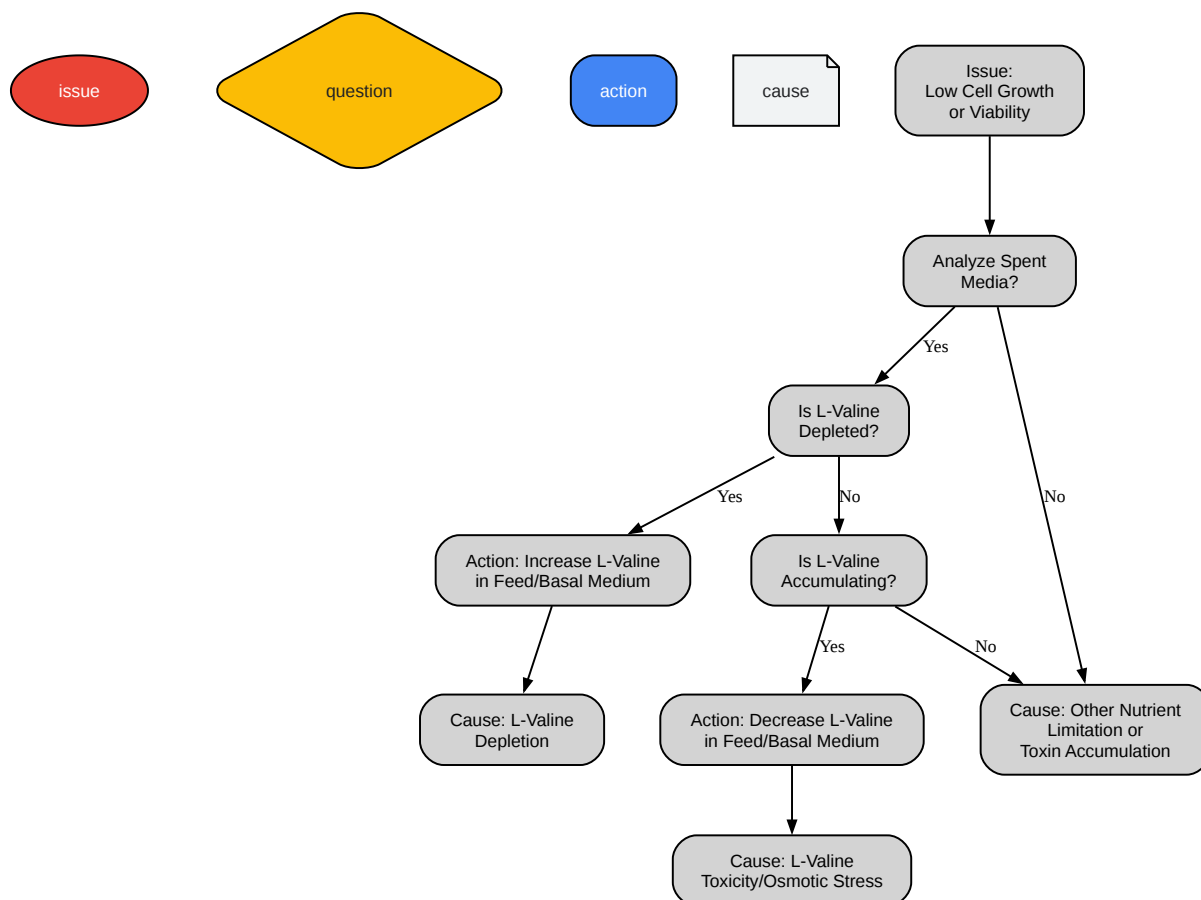 issue
question
action
cause
Issue:
Low Cell Growth
or Viability
Analyze Spent
Media?
Yes
Is L-Valine
Depleted?
Yes
No
No
Action: Increase L-Valine
in Feed/Basal Medium
Is L-Valine
Accumulating?
Yes
No
Cause: L-Valine
Depletion
Action: Decrease L-Valine
in Feed/Basal Medium
Cause: Other Nutrient
Limitation or
Toxin Accumulation
Cause: L-Valine
Toxicity/Osmotic Stress